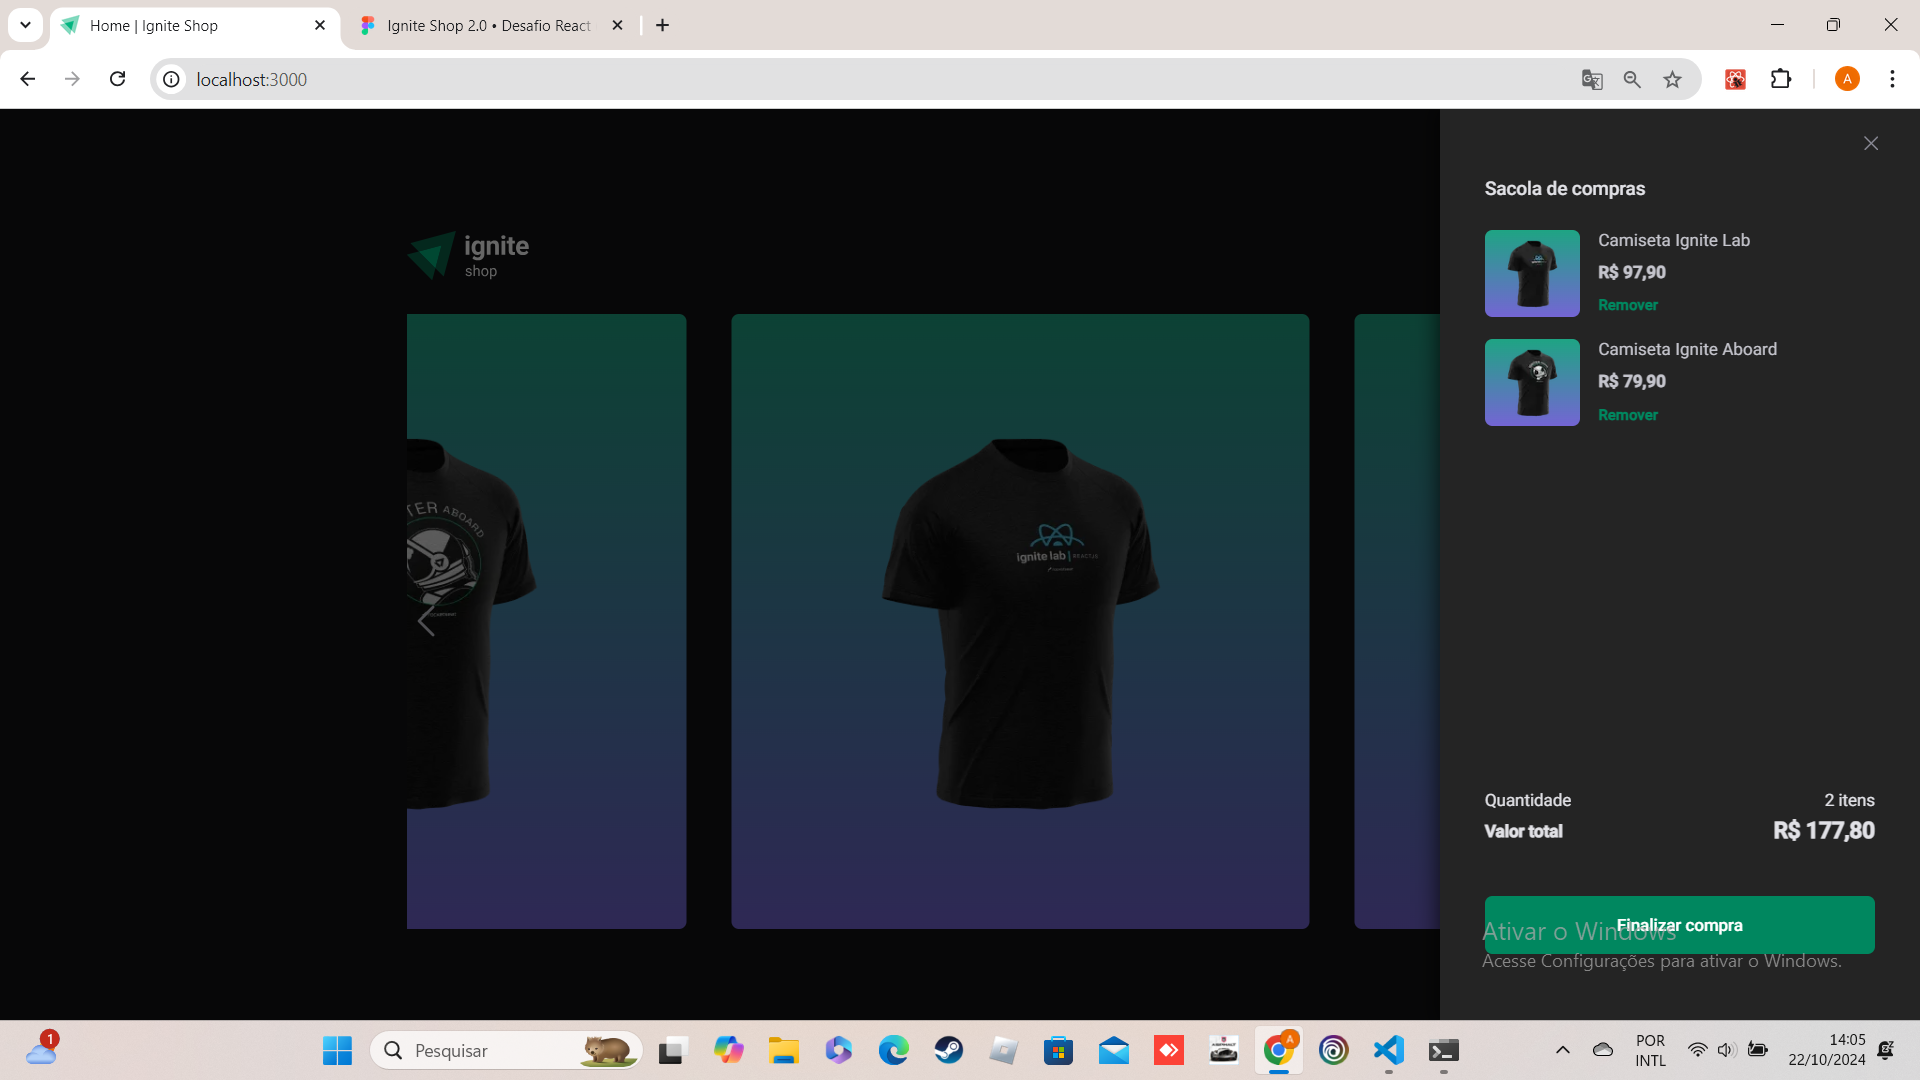 Home | Ignite Shop
Ignite Shop 2.0 • Desafio React
localhost:3000
A
Sacola de compras
ignite
shop
Camiseta Ignite Lab
R$ 97,90
Remover
Camiseta Ignite Aboard
R$ 79,90
Remover
TER ABOARD
ignite lab | REACTJS
Quantidade
2 itens
Valor total
R$ 177,80
Finalizar compra
Ativar o Windows
Acesse Configurações para ativar o Windows.
1
Pesquisar
A
POR
INTL
14:05
22/10/2024